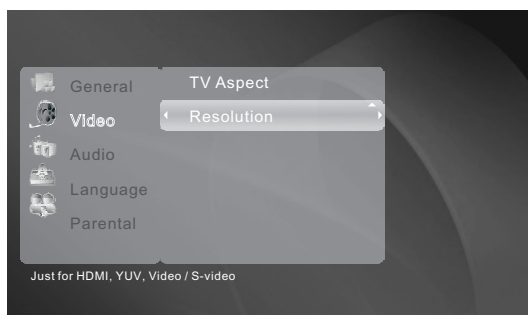 General
Video
Audio
Language
Parental
TV Aspect
Resolution
Just for HDMI, YUV, Video / S-video